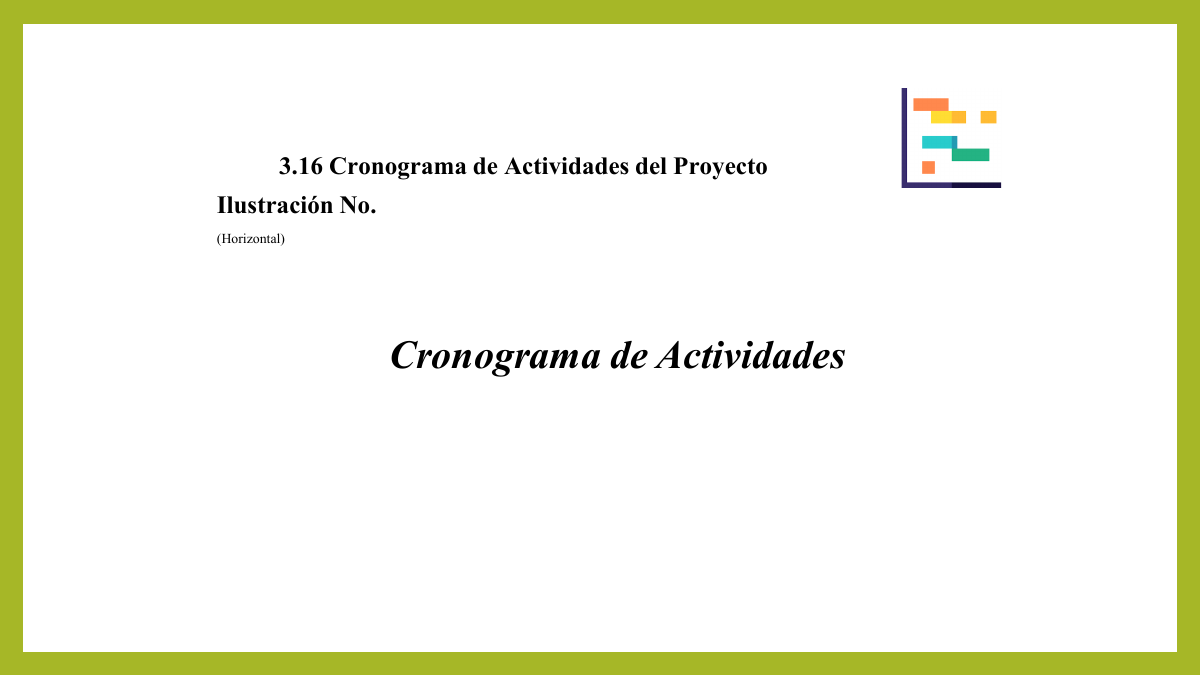 3.16 Cronograma de Actividades del Proyecto
Ilustración No.
(Horizontal)
Cronograma de Actividades